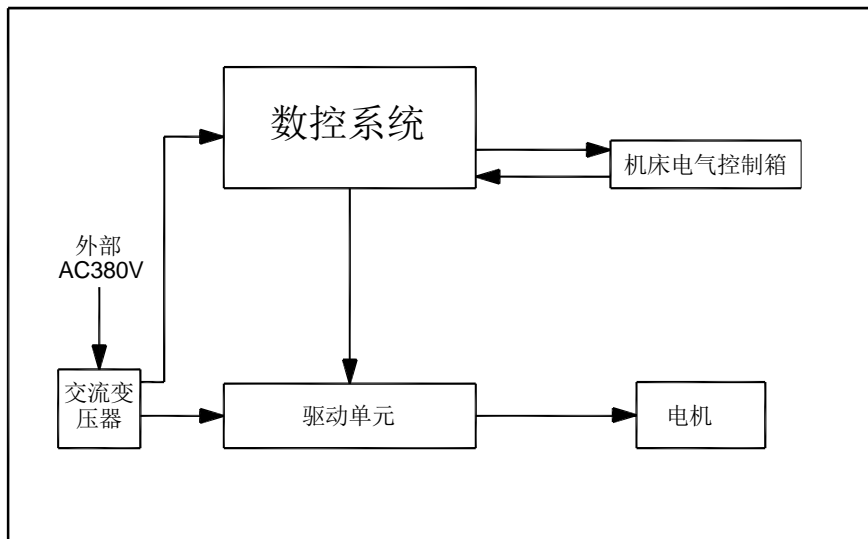 数控系统
机床电气控制箱
外部
AC380V
交流变
压器
驱动单元
电机